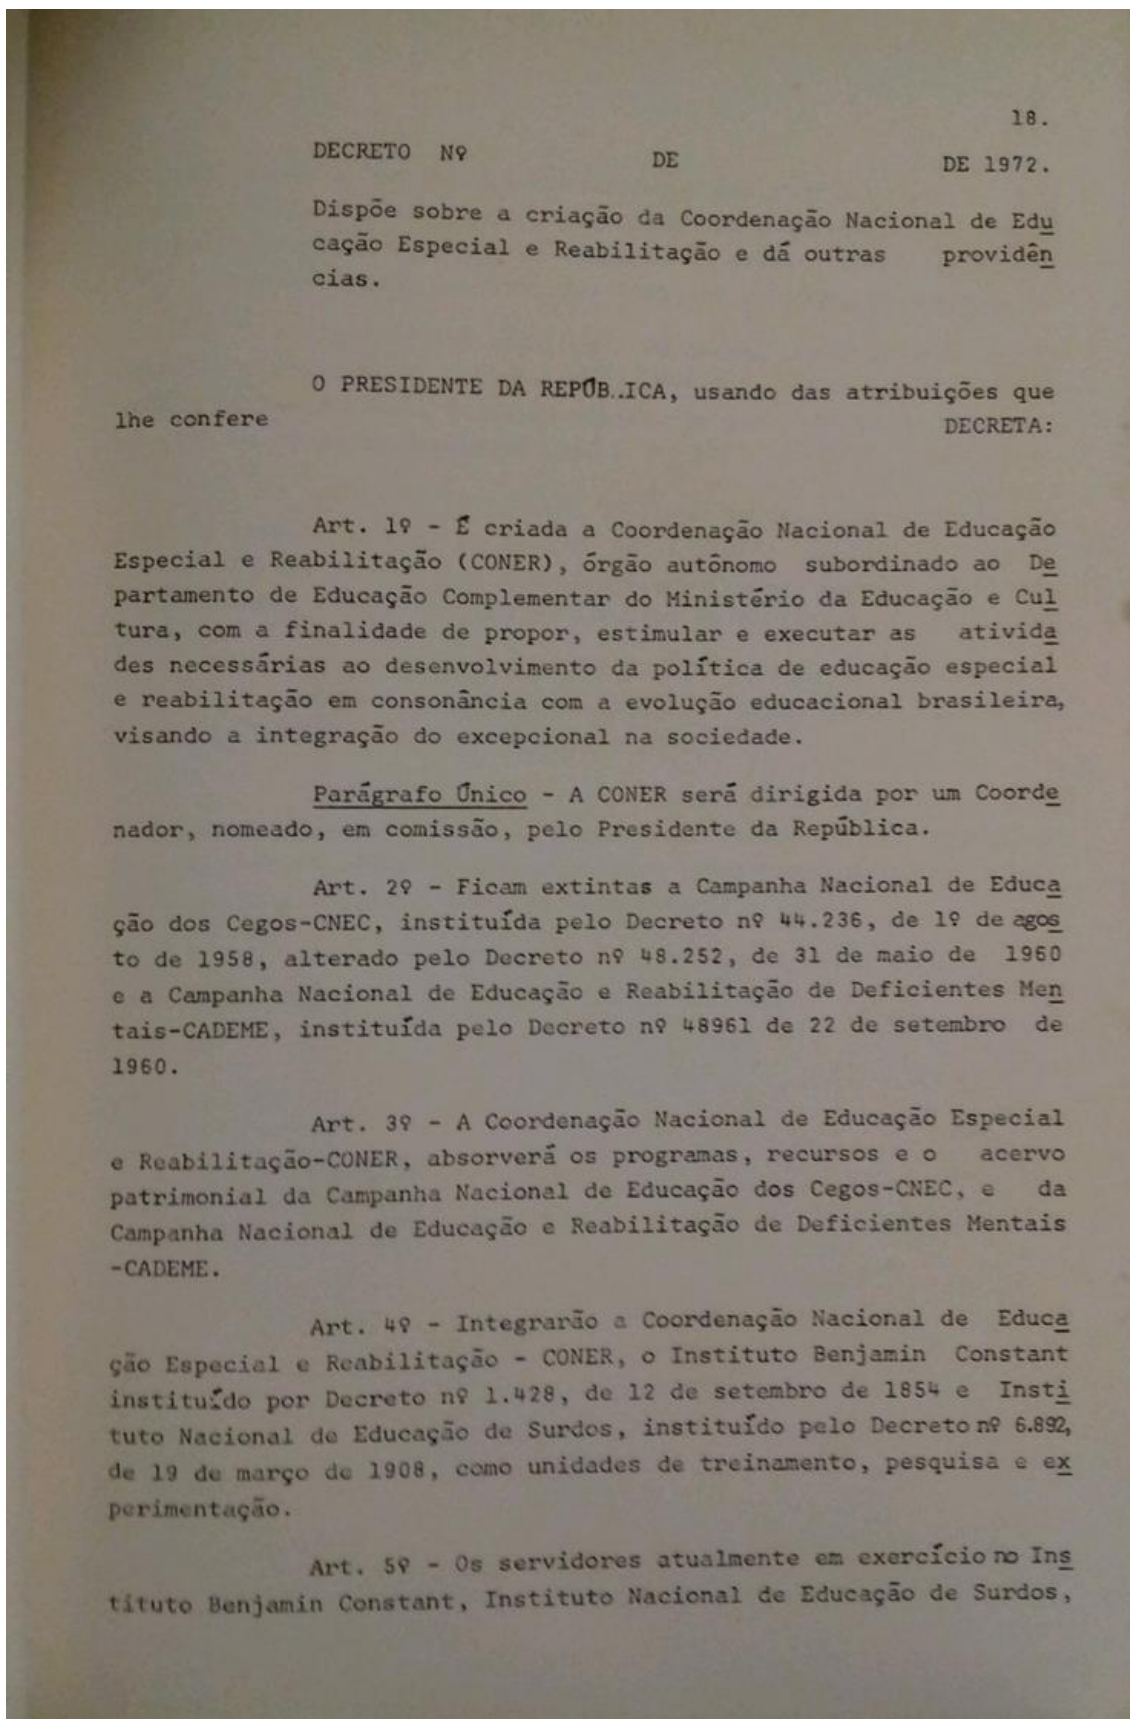 18.
DECRETO Nº DE DE 1972.
Dispõe sobre a criação da Coordenação Nacional de Edu
cação Especial e Reabilitação e dá outras providên
cias.
O PRESIDENTE DA REPÚB..ICA, usando das atribuições que
lhe confere DECRETA:
Art. 1º - É criada a Coordenação Nacional de Educação
Especial e Reabilitação (CONER), órgão autônomo subordinado ao De
partamento de Educação Complementar do Ministério da Educação e Cul
tura, com a finalidade de propor, estimular e executar as ativida
des necessárias ao desenvolvimento da política de educação especial
e reabilitação em consonância com a evolução educacional brasileira,
visando a integração do excepcional na sociedade.
Parágrafo Único - A CONER será dirigida por um Coorde
nador, nomeado, em comissão, pelo Presidente da República.
Art. 2º - Ficam extintas a Campanha Nacional de Educa
ção dos Cegos-CNEC, instituída pelo Decreto nº 44.236, de 1º de agos
to de 1958, alterado pelo Decreto nº 48.252, de 31 de maio de 1960
e a Campanha Nacional de Educação e Reabilitação de Deficientes Men
tais-CADEME, instituída pelo Decreto nº 48961 de 22 de setembro de
1960.
Art. 3º - A Coordenação Nacional de Educação Especial
e Reabilitação-CONER, absorverá os programas, recursos e o acervo
patrimonial da Campanha Nacional de Educação dos Cegos-CNEC, e da
Campanha Nacional de Educação e Reabilitação de Deficientes Mentais
-CADEME.
Art. 4º - Integrarão a Coordenação Nacional de Educa
ção Especial e Reabilitação - CONER, o Instituto Benjamin Constant
instituído por Decreto nº 1.428, de 12 de setembro de 1854 e Insti
tuto Nacional de Educação de Surdos, instituído pelo Decreto nº 6.892,
de 19 de março de 1908, como unidades de treinamento, pesquisa e ex
perimentação.
Art. 5º - Os servidores atualmente em exercício no Ins
tituto Benjamin Constant, Instituto Nacional de Educação de Surdos,